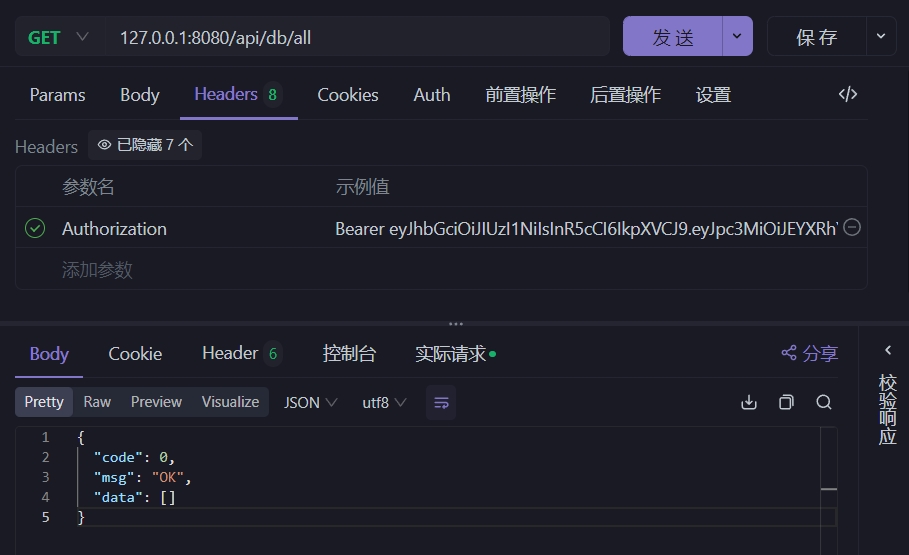 GET 127.0.0.1:8080/api/db/all 发 送 保 存
Params Body Headers 8 Cookies Auth 前置操作 后置操作 设置 </>
Headers 已隐藏 7 个
参数名 示例值
Authorization Bearer eyJhbGciOiJIUzI1NiIsInR5cCI6IkpXVCJ9.eyJpc3MiOiJEYXRh
添加参数
Body Cookie Header 6 控制台 实际请求 分享
Pretty Raw Preview Visualize JSON utf8
校验响应
1 {
2 "code": 0,
3 "msg": "OK",
4 "data": []
5 }